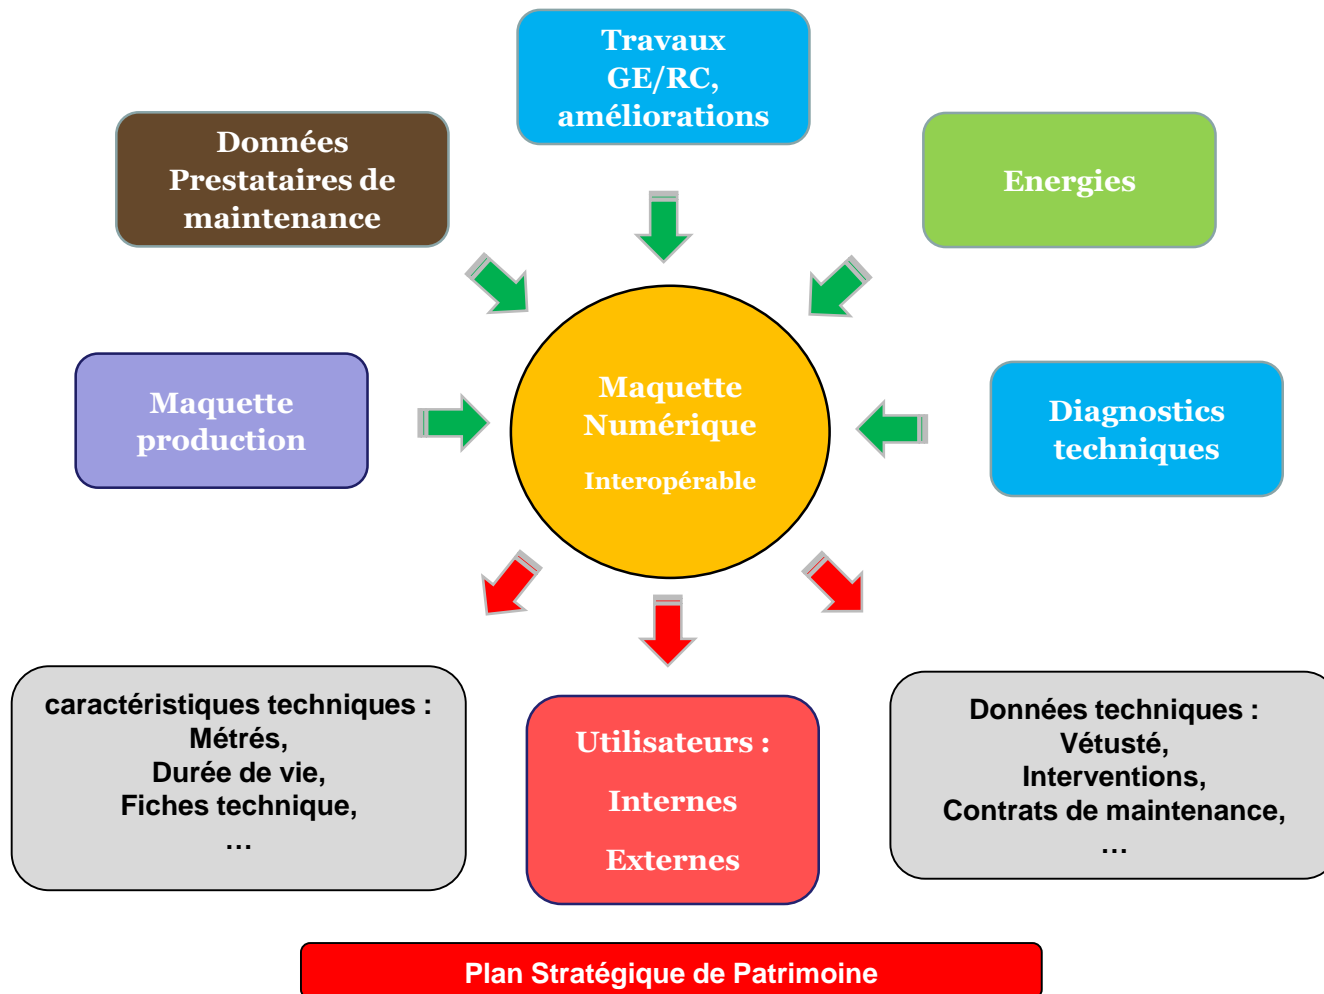 Travaux
GE/RC,
améliorations
Données
Prestataires de
maintenance
Energies
Maquette
production
Maquette
Numérique
Interopérable
Diagnostics
techniques
caractéristiques techniques :
Métrés,
Durée de vie,
Fiches technique,
…
Utilisateurs :
Internes
Externes
Données techniques :
Vétusté,
Interventions,
Contrats de maintenance,
…
Plan Stratégique de Patrimoine